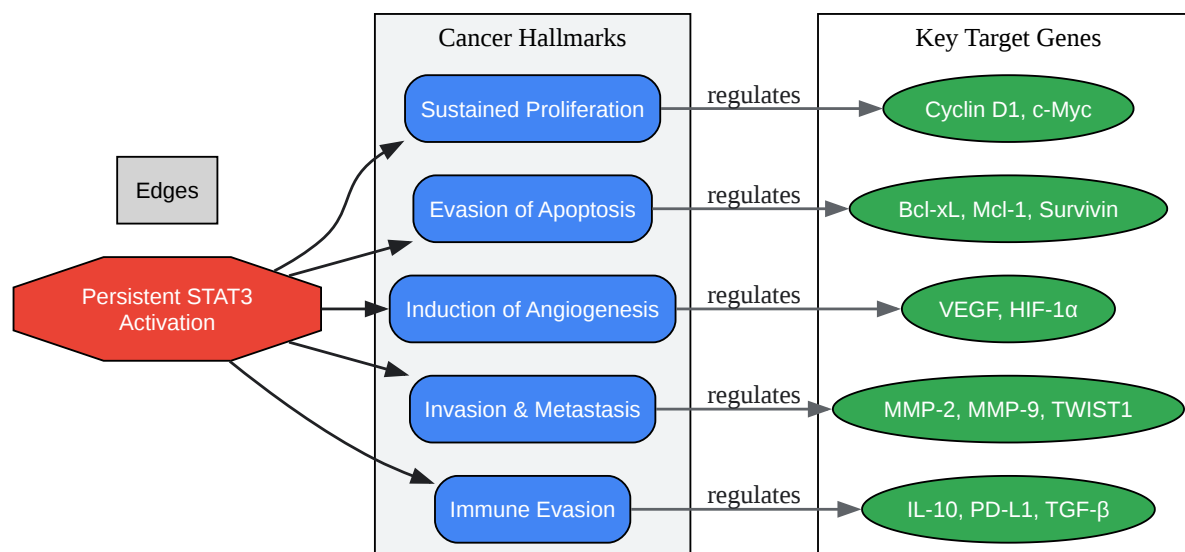 Cancer Hallmarks
Key Target Genes
Edges
Persistent STAT3
Activation
Sustained Proliferation
regulates
Cyclin D1, c-Myc
Evasion of Apoptosis
regulates
Bcl-xL, Mcl-1, Survivin
Induction of Angiogenesis
regulates
VEGF, HIF-1α
Invasion & Metastasis
regulates
MMP-2, MMP-9, TWIST1
Immune Evasion
regulates
IL-10, PD-L1, TGF-β